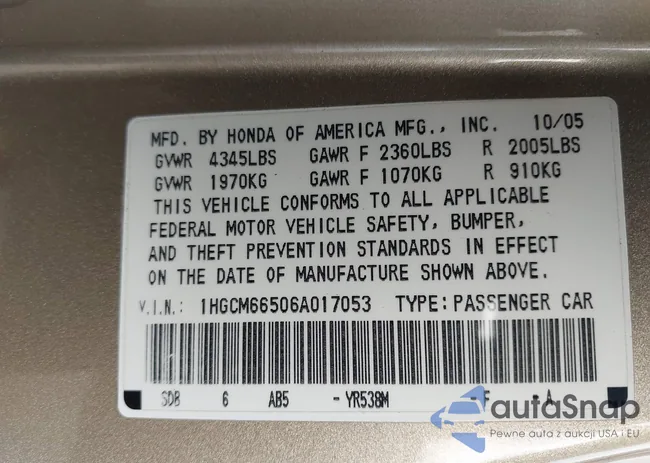 MFD. BY HONDA OF AMERICA MFG., INC. 10/05
GVWR 4345LBS GAWR F 2360LBS R 2005LBS
GVWR 1970KG GAWR F 1070KG R 910KG
THIS VEHICLE CONFORMS TO ALL APPLICABLE
FEDERAL MOTOR VEHICLE SAFETY, BUMPER,
AND THEFT PREVENTION STANDARDS IN EFFECT
ON THE DATE OF MANUFACTURE SHOWN ABOVE.
V.I.N.: 1HGCM66506A017053 TYPE: PASSENGER CAR
SDB 6 AB5 -YR538M -F -A
autaSnap
Pewne auta z aukcji USA i EU